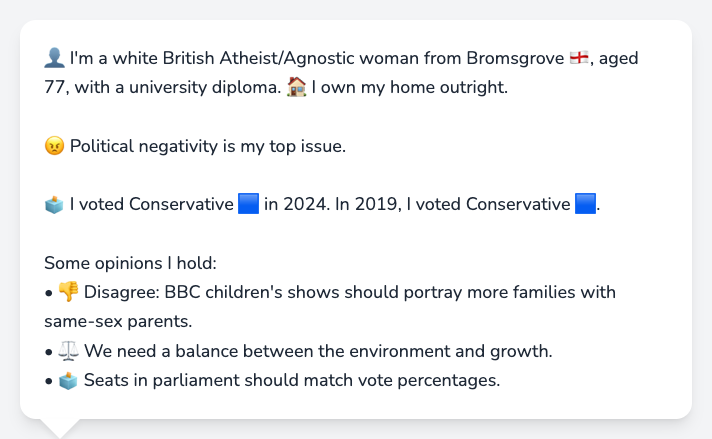 👤 I'm a white British Atheist/Agnostic woman from Bromsgrove 🏴󠁧󠁢󠁥󠁮󠁧󠁿, aged
77, with a university diploma. 🏠 I own my home outright.
😠 Political negativity is my top issue.
🗳️ I voted Conservative 🟦 in 2024. In 2019, I voted Conservative 🟦.
Some opinions I hold:
• 👎 Disagree: BBC children's shows should portray more families with
same-sex parents.
• ⚖️ We need a balance between the environment and growth.
• 🗳️ Seats in parliament should match vote percentages.